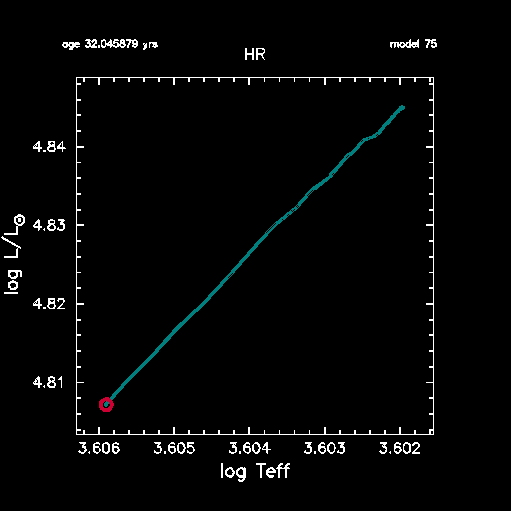 age 32.045879 yrs
model 75
HR
4.84
4.83
4.82
4.81
log L/L☉
3.606 3.605 3.604 3.603 3.602
log Teff